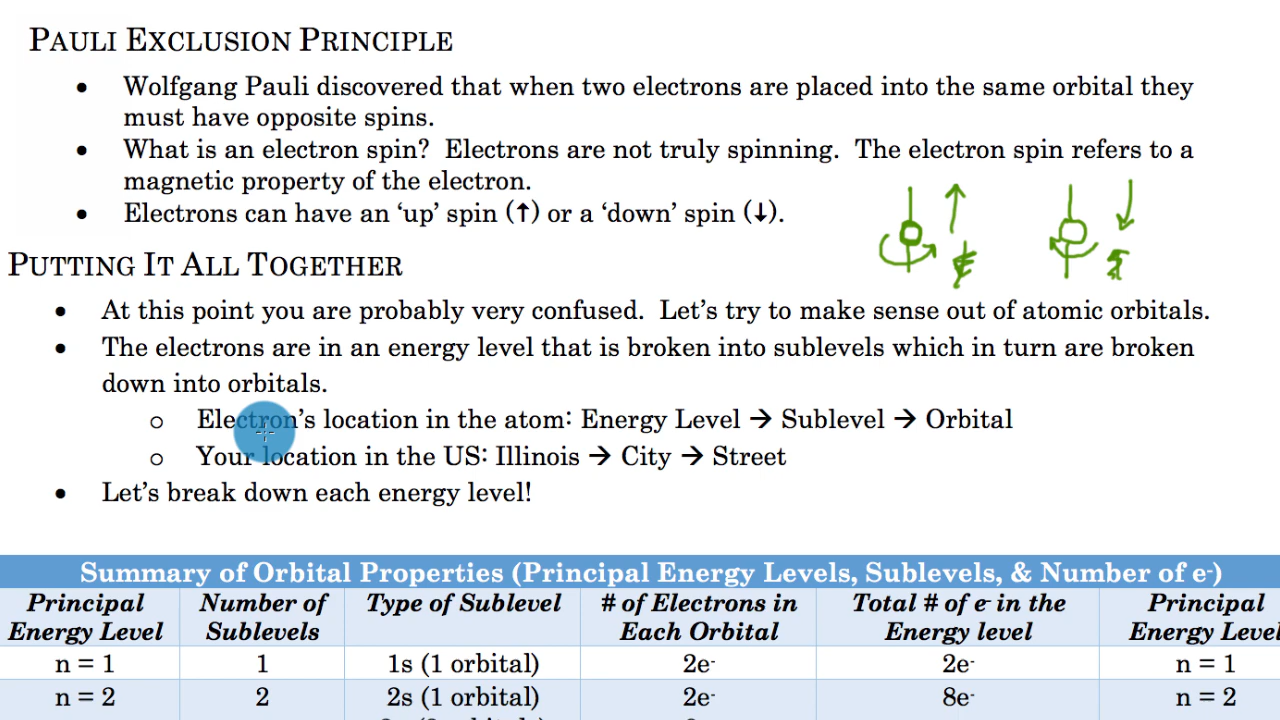 PAULI EXCLUSION PRINCIPLE
• Wolfgang Pauli discovered that when two electrons are placed into the same orbital they
must have opposite spins.
• What is an electron spin?  Electrons are not truly spinning.  The electron spin refers to a
magnetic property of the electron.
• Electrons can have an ‘up’ spin (↑) or a ‘down’ spin (↓).
PUTTING IT ALL TOGETHER
• At this point you are probably very confused.  Let’s try to make sense out of atomic orbitals.
• The electrons are in an energy level that is broken into sublevels which in turn are broken
down into orbitals.
o Electron’s location in the atom: Energy Level → Sublevel → Orbital
o Your location in the US: Illinois → City → Street
• Let’s break down each energy level!
Summary of Orbital Properties (Principal Energy Levels, Sublevels, & Number of e-)
Principal Energy Level | Number of Sublevels | Type of Sublevel | # of Electrons in Each Orbital | Total # of e- in the Energy level | Principal Energy Level
n = 1 | 1 | 1s (1 orbital) | 2e- | 2e- | n = 1
n = 2 | 2 | 2s (1 orbital) | 2e- | 8e- | n = 2